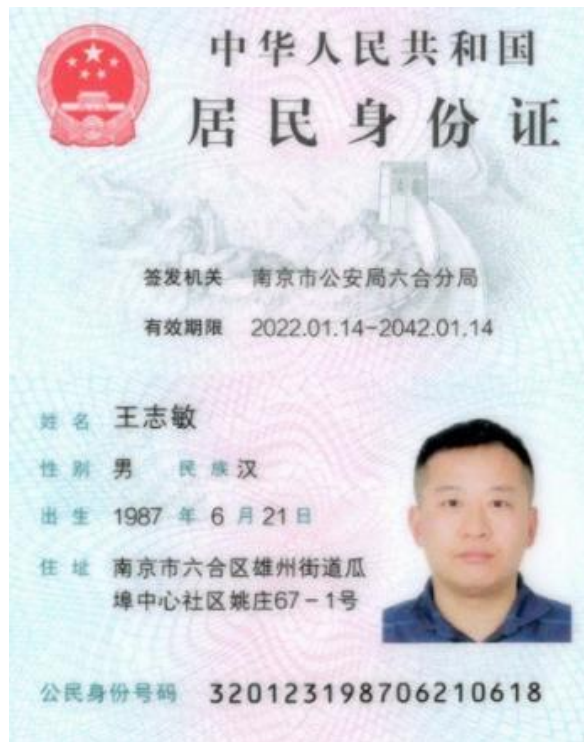 中华人民共和国
居民身份证
签发机关 南京市公安局六合分局
有效期限 2022.01.14-2042.01.14
姓名 王志敏
性别 男 民族 汉
出生 1987 年 6 月 21 日
住址 南京市六合区雄州街道瓜
埠中心社区姚庄67-1号
公民身份号码 320123198706210618